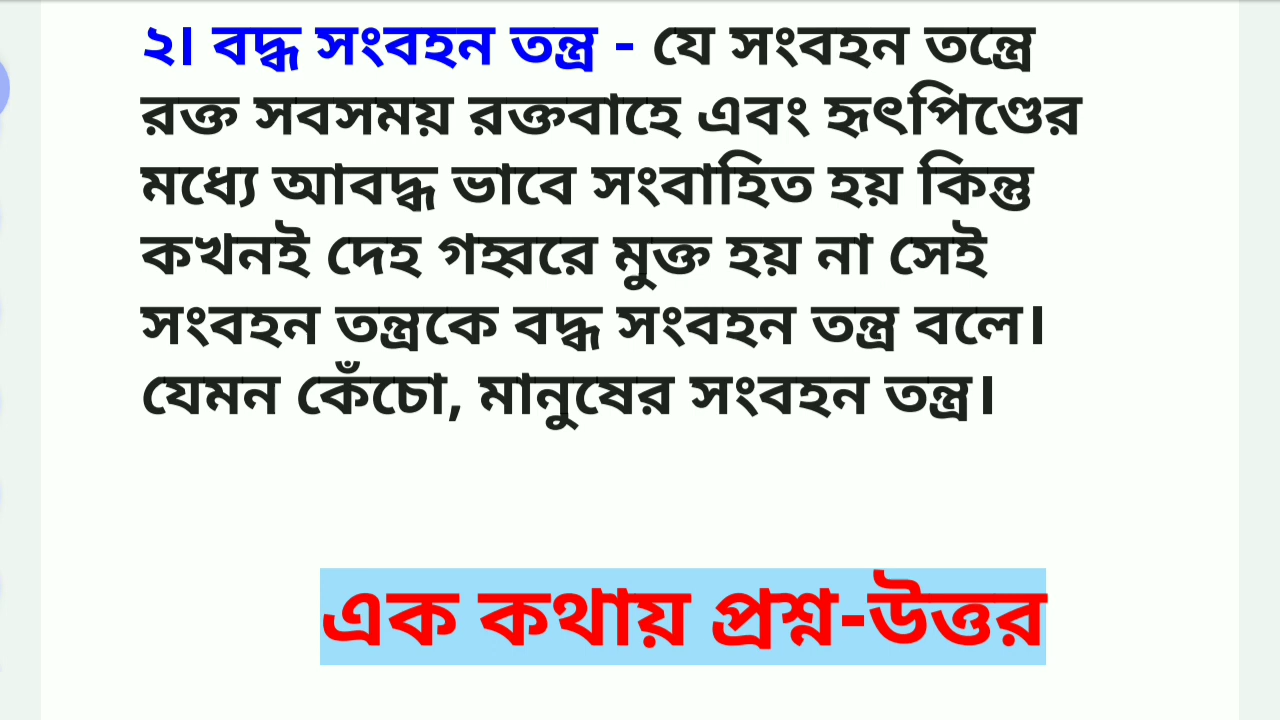 ২। বদ্ধ সংবহন তন্ত্র - যে সংবহন তন্ত্রে
রক্ত সবসময় রক্তবাহে এবং হৃৎপিণ্ডের
মধ্যে আবদ্ধ ভাবে সংবাহিত হয় কিন্তু
কখনই দেহ গহ্বরে মুক্ত হয় না সেই
সংবহন তন্ত্রকে বদ্ধ সংবহন তন্ত্র বলে।
যেমন কেঁচো, মানুষের সংবহন তন্ত্র।
এক কথায় প্রশ্ন-উত্তর